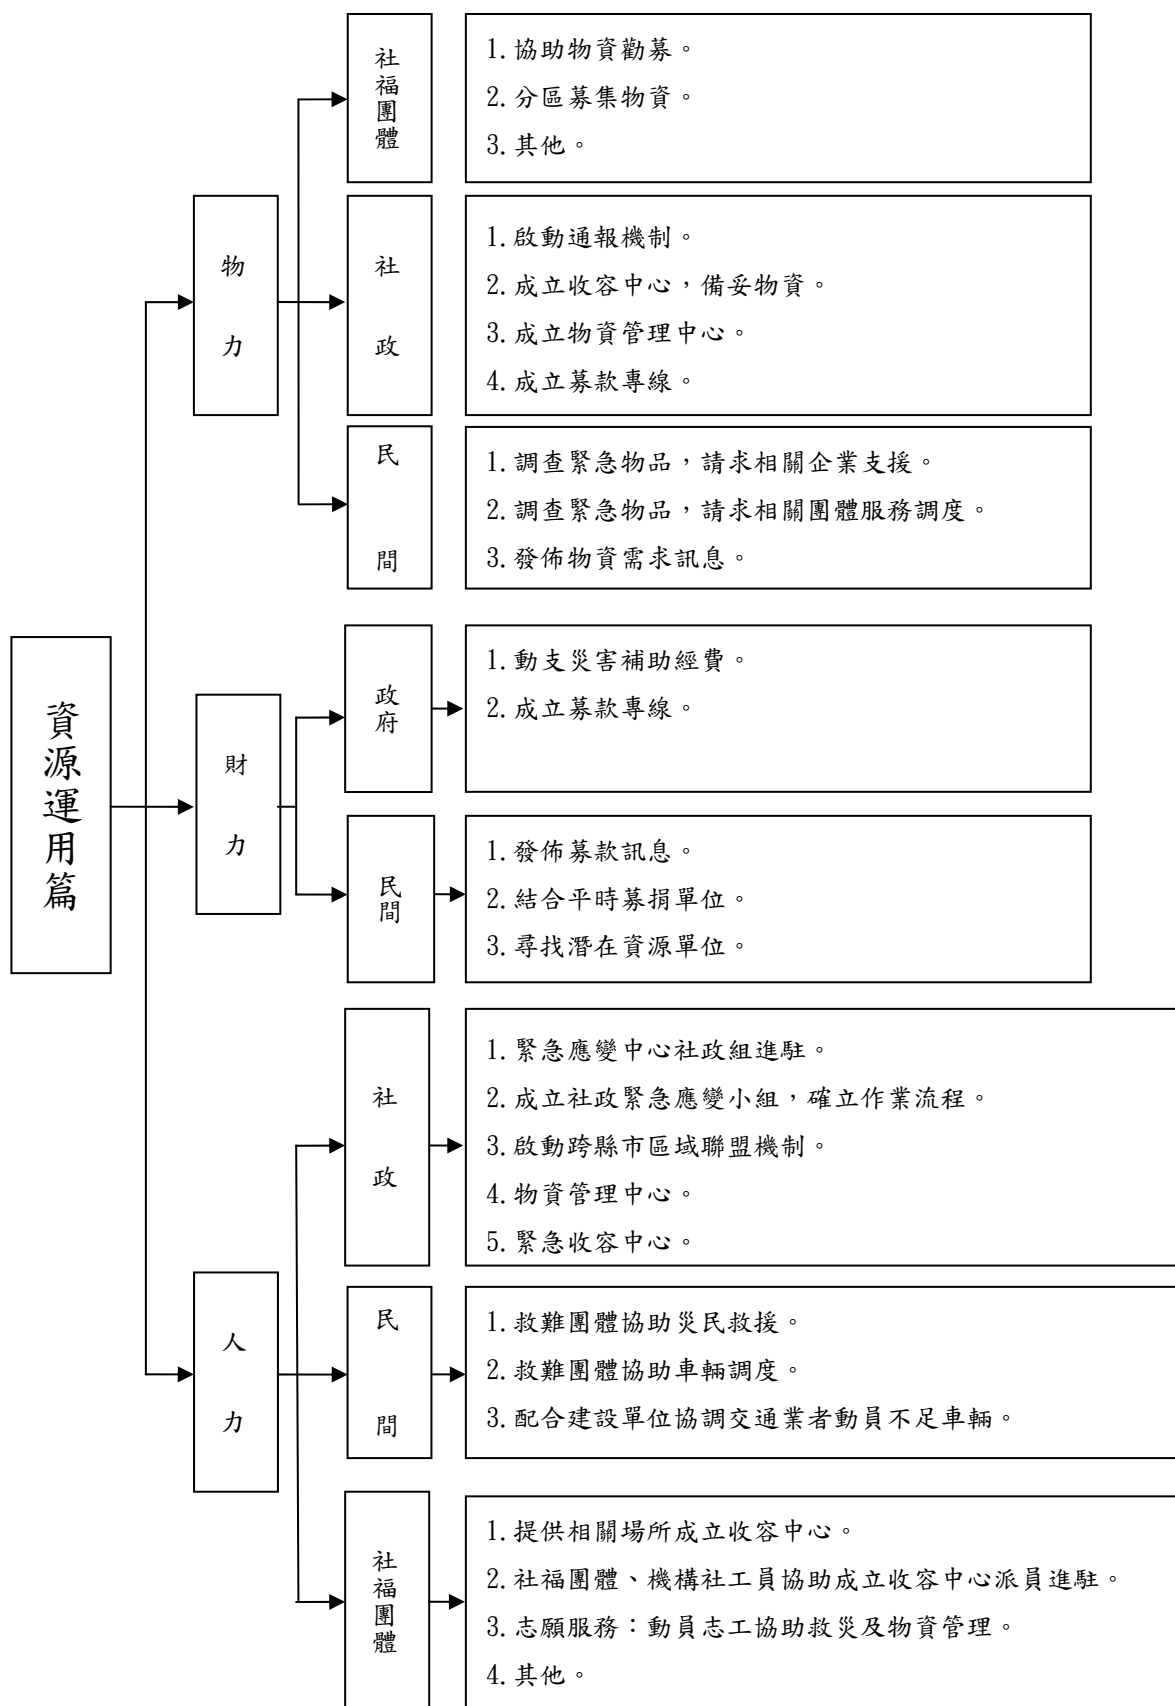 資源運用篇
物力
社福團體
1.協助物資勸募。
2.分區募集物資。
3.其他。
社政
1.啟動通報機制。
2.成立收容中心，備妥物資。
3.成立物資管理中心。
4.成立募款專線。
民間
1.調查緊急物品，請求相關企業支援。
2.調查緊急物品，請求相關團體服務調度。
3.發佈物資需求訊息。
財力
政府
1.動支災害補助經費。
2.成立募款專線。
民間
1.發佈募款訊息。
2.結合平時募捐單位。
3.尋找潛在資源單位。
人力
社政
1.緊急應變中心社政組進駐。
2.成立社政緊急應變小組，確立作業流程。
3.啟動跨縣市區域聯盟機制。
4.物資管理中心。
5.緊急收容中心。
民間
1.救難團體協助災民救援。
2.救難團體協助車輛調度。
3.配合建設單位協調交通業者動員不足車輛。
社福團體
1.提供相關場所成立收容中心。
2.社福團體、機構社工員協助成立收容中心派員進駐。
3.志願服務：動員志工協助救災及物資管理。
4.其他。